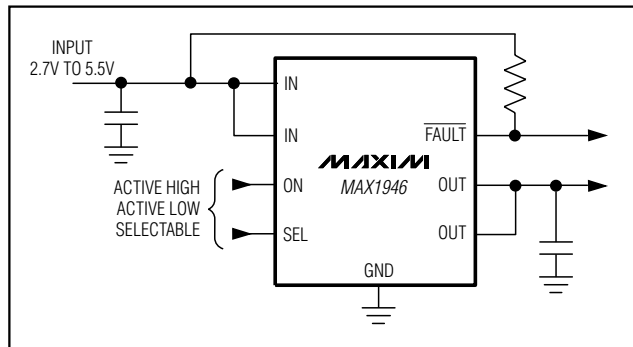 INPUT
2.7V TO 5.5V
IN
IN
FAULT
MAXIM
MAX1946
ON
OUT
ACTIVE HIGH
ACTIVE LOW
SELECTABLE
SEL
OUT
GND